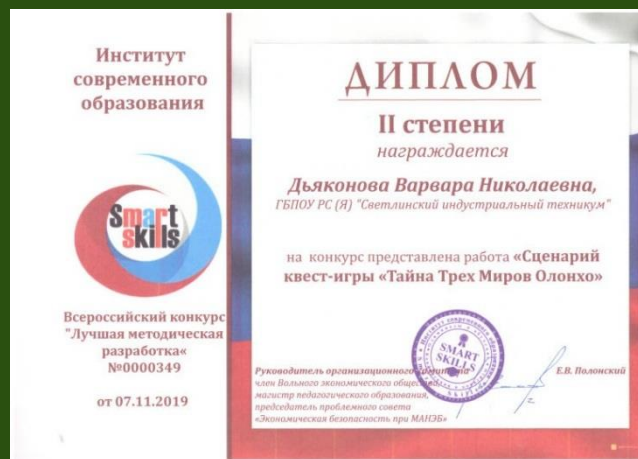 Институт
современного
образования
Smart
skills
Всероссийский конкурс
"Лучшая методическая
разработка«
№0000349
от 07.11.2019
ДИПЛОМ
II степени
награждается
Дьяконова Варвара Николаевна,
ГБПОУ РС (Я) "Светлинский индустриальный техникум"
на конкурс представлена работа «Сценарий
квест-игры «Тайна Трех Миров Олонхо»
Руководитель организационного комитета
Е.В. Полонский
член Вольного экономического общества,
магистр педагогического образования,
председатель проблемного совета
«Экономическая безопасность при МАНЭБ»
SMART
SKILLS